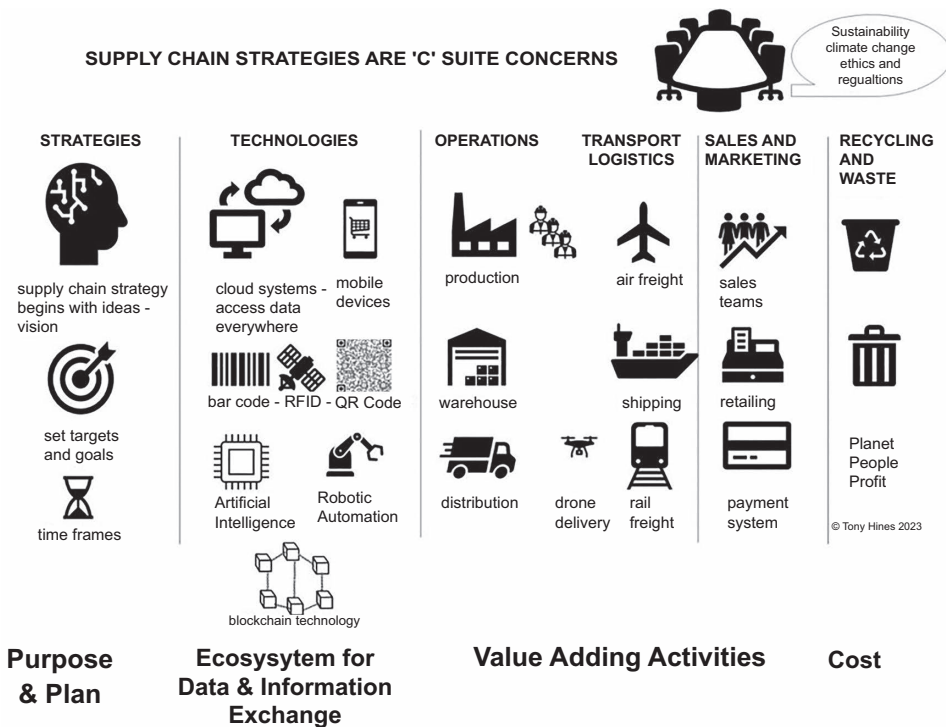 SUPPLY CHAIN STRATEGIES ARE 'C' SUITE CONCERNS
Sustainability
climate change
ethics and
regualtions
STRATEGIES
supply chain strategy
begins with ideas -
vision
set targets
and goals
time frames
TECHNOLOGIES
cloud systems -
access data
everywhere
mobile
devices
bar code - RFID - QR Code
Artificial
Intelligence
Robotic
Automation
blockchain technology
OPERATIONS
production
warehouse
distribution
TRANSPORT
LOGISTICS
air freight
shipping
drone
delivery
rail
freight
SALES AND
MARKETING
sales
teams
retailing
payment
system
RECYCLING
AND
WASTE
Planet
People
Profit
© Tony Hines 2023
Purpose
& Plan
Ecosysytem for
Data & Information
Exchange
Value Adding Activities
Cost